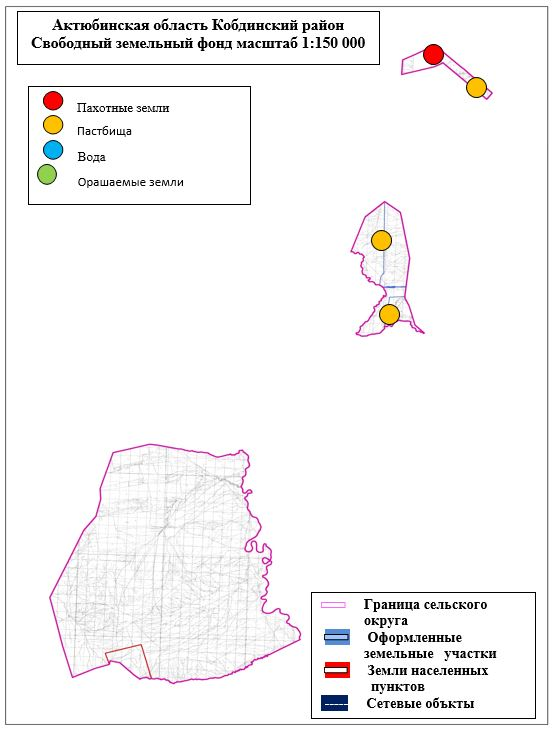 Актюбинская область Кобдинский район
Свободный земельный фонд масштаб 1:150 000
Пахотные земли
Пастбища
Вода
Орашаемые земли
Граница сельского
округа
Оформленные
земельные участки
Земли населенных
пунктов
Сетевые объкты